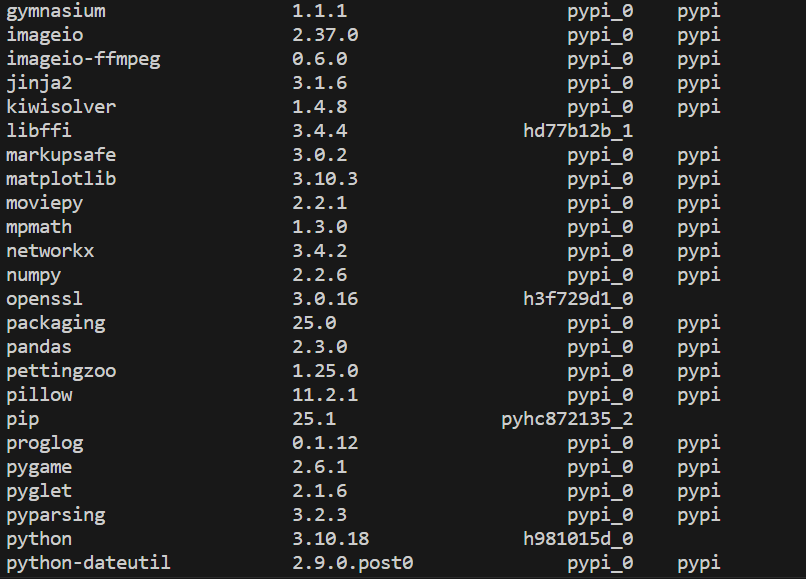 gymnasium 1.1.1 pypi_0 pypi
imageio 2.37.0 pypi_0 pypi
imageio-ffmpeg 0.6.0 pypi_0 pypi
jinja2 3.1.6 pypi_0 pypi
kiwisolver 1.4.8 pypi_0 pypi
libffi 3.4.4 hd77b12b_1
markupsafe 3.0.2 pypi_0 pypi
matplotlib 3.10.3 pypi_0 pypi
moviepy 2.2.1 pypi_0 pypi
mpmath 1.3.0 pypi_0 pypi
networkx 3.4.2 pypi_0 pypi
numpy 2.2.6 pypi_0 pypi
openssl 3.0.16 h3f729d1_0
packaging 25.0 pypi_0 pypi
pandas 2.3.0 pypi_0 pypi
pettingzoo 1.25.0 pypi_0 pypi
pillow 11.2.1 pypi_0 pypi
pip 25.1 pyhc872135_2
proglog 0.1.12 pypi_0 pypi
pygame 2.6.1 pypi_0 pypi
pyglet 2.1.6 pypi_0 pypi
pyparsing 3.2.3 pypi_0 pypi
python 3.10.18 h981015d_0
python-dateutil 2.9.0.post0 pypi_0 pypi